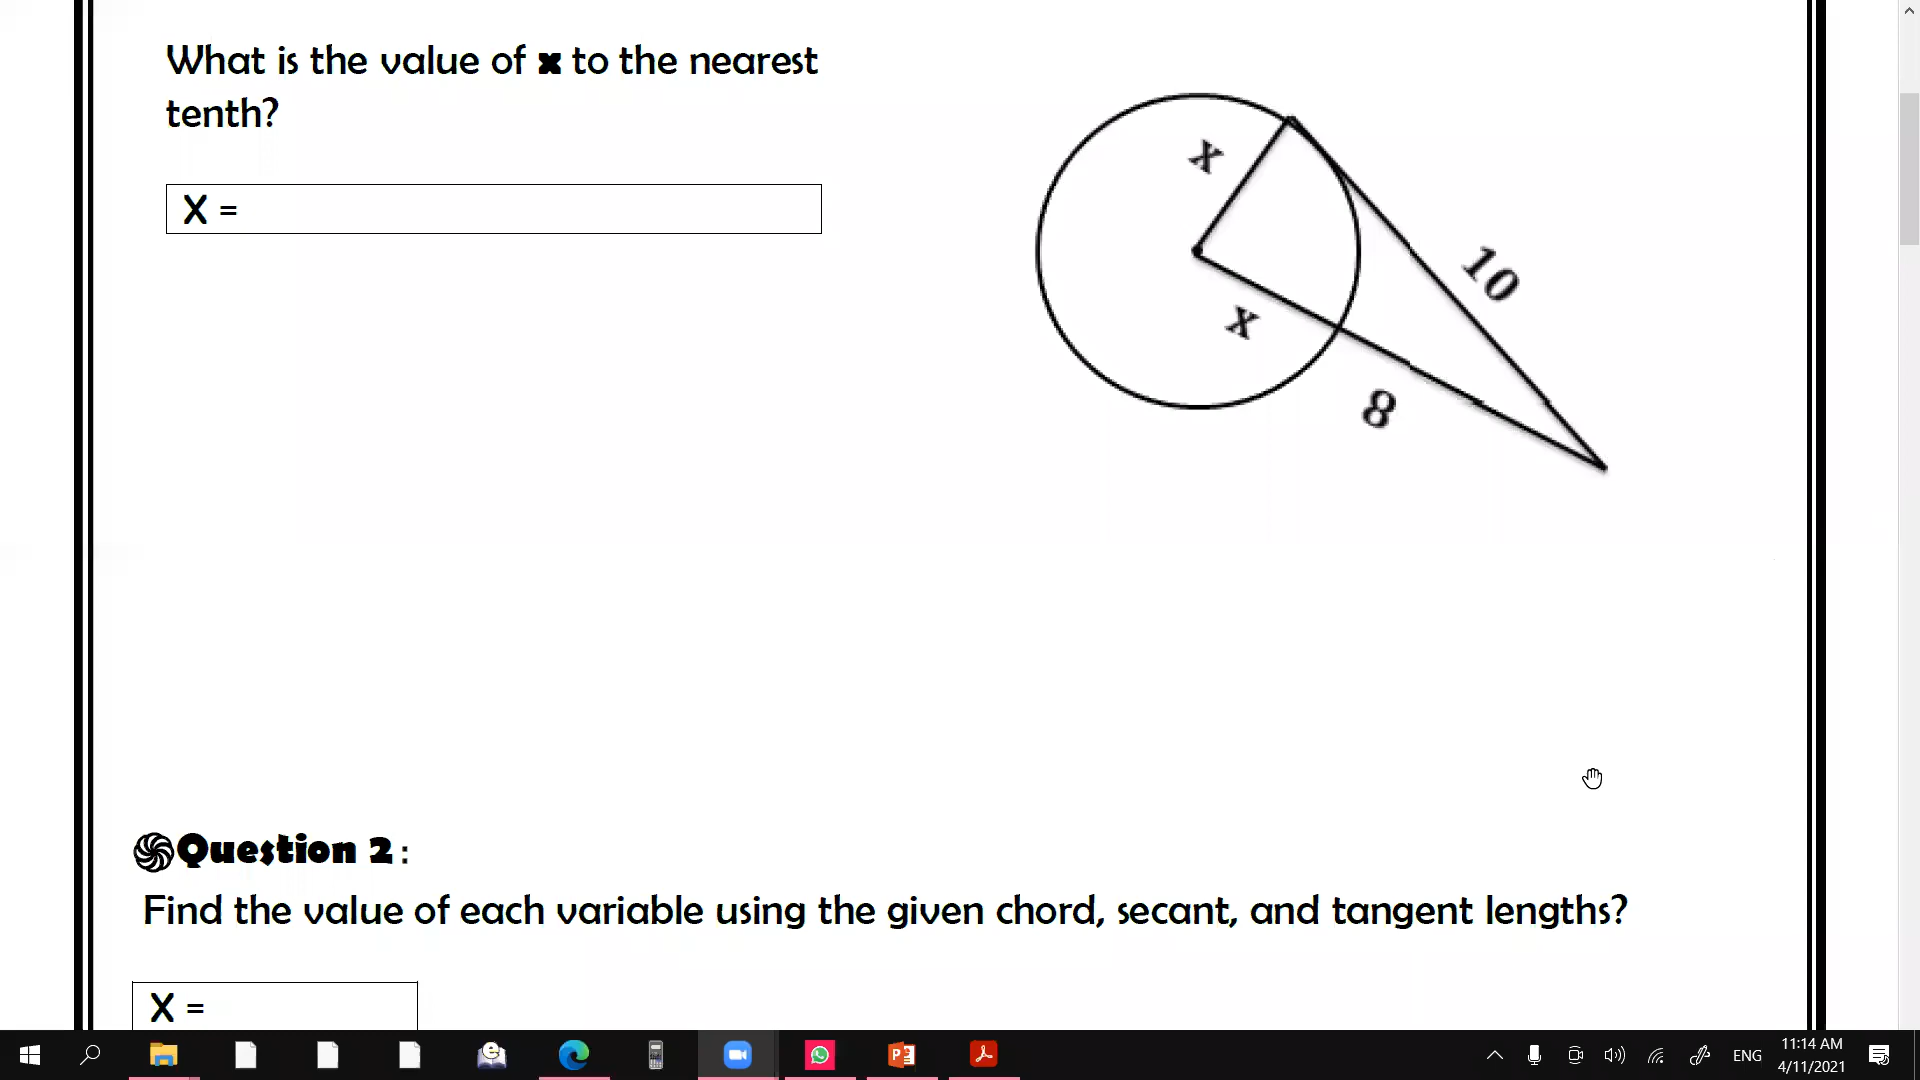 What is the value of x to the nearest
tenth?
X =
x
10
x
8
Question 2 :
Find the value of each variable using the given chord, secant, and tangent lengths?
X =
ENG
11:14 AM
4/11/2021